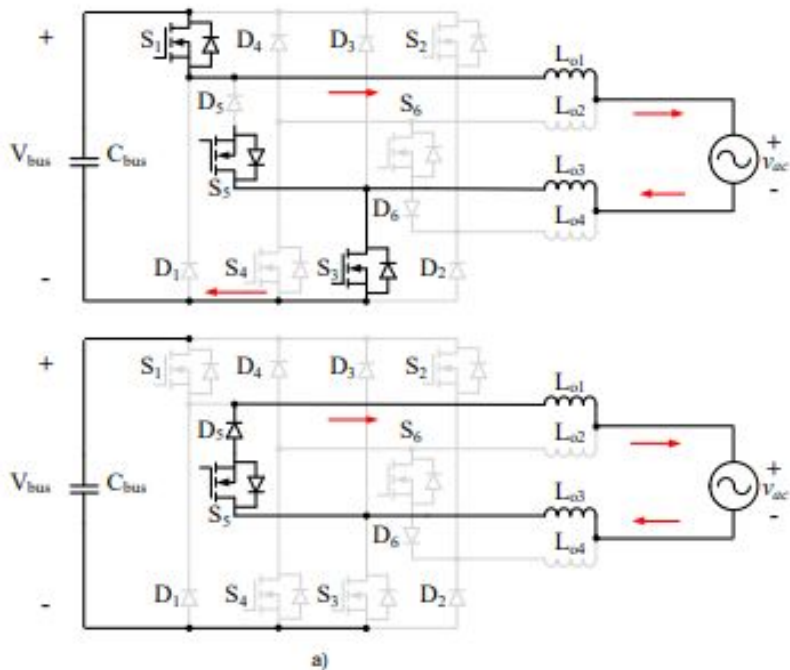 + S1 D4 D3 S2
Lo1
D5 S6 Lo2
+
Vbus Cbus Lo3 vac
S5 D6 Lo4 -
- D1 S4 S3 D2
+ S1 D4 D3 S2
Lo1
D5 S6 Lo2
+
Vbus Cbus Lo3 vac
S5 D6 Lo4 -
- D1 S4 S3 D2
a)